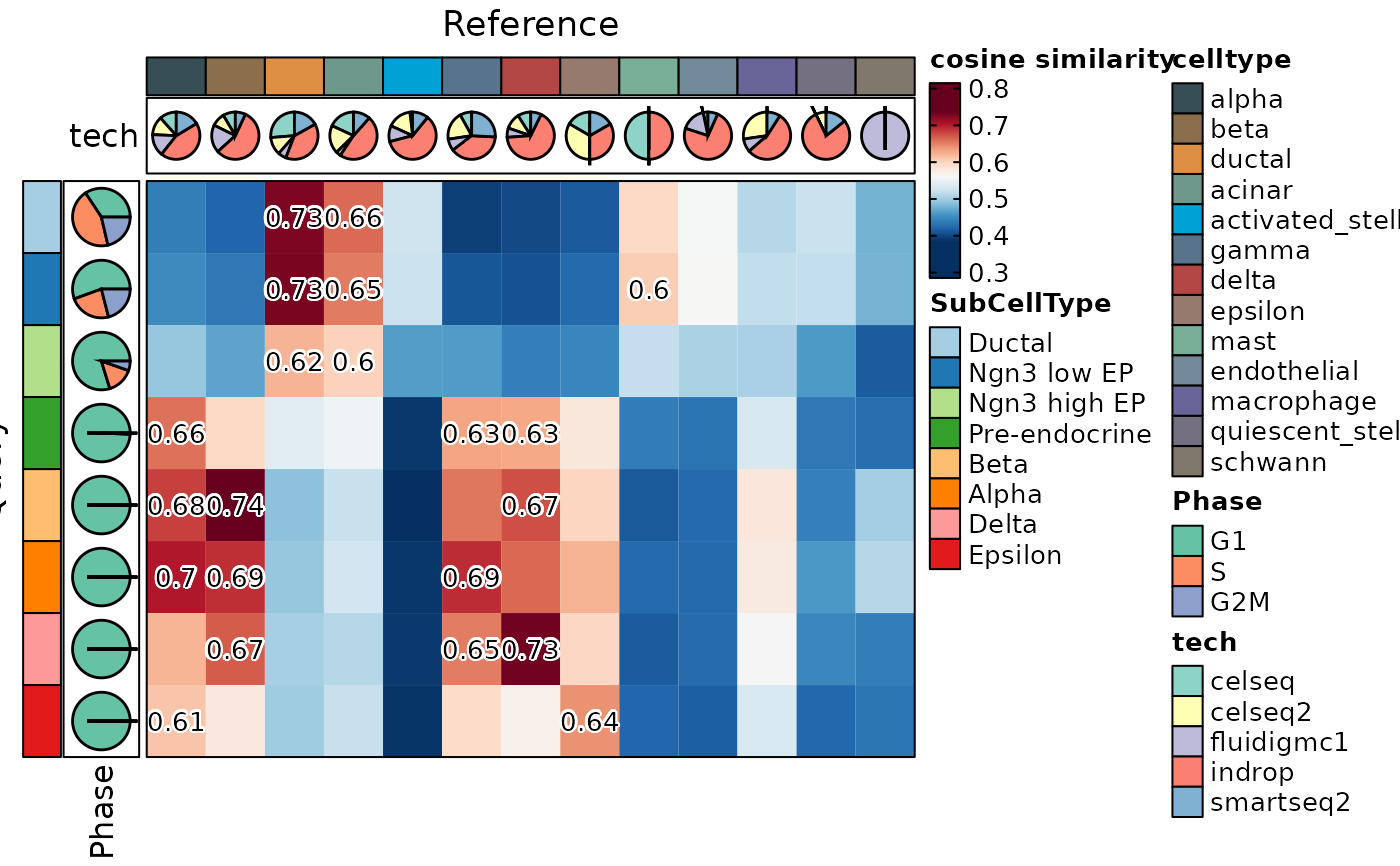 Reference
tech
0.73 0.66
0.73 0.65 0.6
0.62 0.6
0.66 0.63 0.63
0.68 0.74 0.67
0.7 0.69 0.69
0.67 0.65 0.73
0.61 0.64
Phase
cosine similarity
0.8
0.7
0.6
0.5
0.4
0.3
SubCellType
Ductal
Ngn3 low EP
Ngn3 high EP
Pre-endocrine
Beta
Alpha
Delta
Epsilon
celltype
alpha
beta
ductal
acinar
activated_stell
gamma
delta
epsilon
mast
endothelial
macrophage
quiescent_stel
schwann
Phase
G1
S
G2M
tech
celseq
celseq2
fluidigmc1
indrop
smartseq2